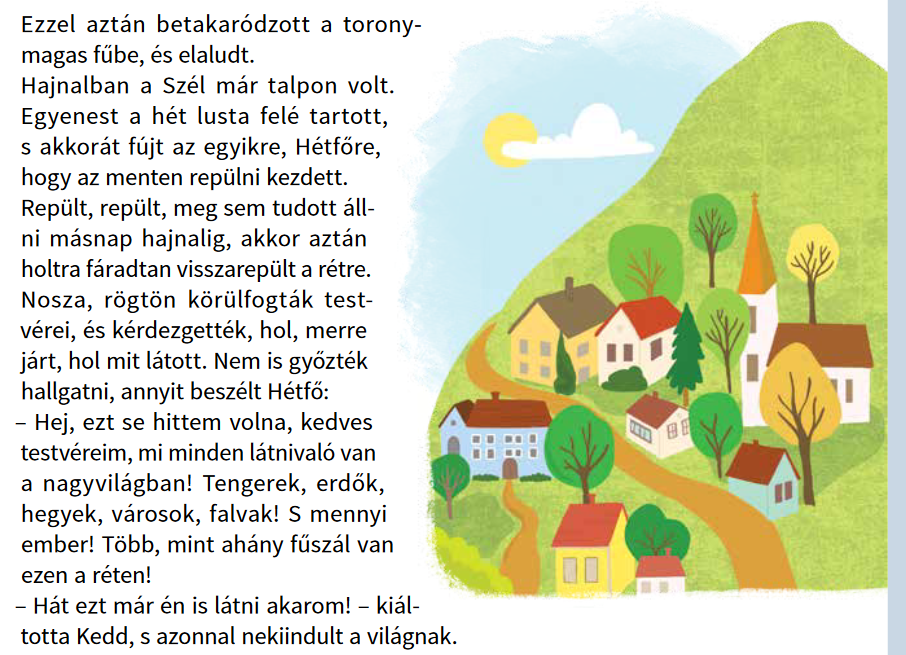 Ezzel aztán betakaródzott a torony-
magas fűbe, és elaludt.
Hajnalban a Szél már talpon volt.
Egyenest a hét lusta felé tartott,
s akkorát fújt az egyikre, Hétfőre,
hogy az menten repülni kezdett.
Repült, repült, meg sem tudott áll-
ni másnap hajnalig, akkor aztán
holtra fáradtan visszarepült a rétre.
Nosza, rögtön körülfogták test-
vérei, és kérdezgették, hol, merre
járt, hol mit látott. Nem is győzték
hallgatni, annyit beszélt Hétfő:
– Hej, ezt se hittem volna, kedves
testvéreim, mi minden látnivaló van
a nagyvilágban! Tengerek, erdők,
hegyek, városok, falvak! S mennyi
ember! Több, mint ahány fűszál van
ezen a réten!
– Hát ezt már én is látni akarom! – kiál-
totta Kedd, s azonnal nekiindult a világnak.